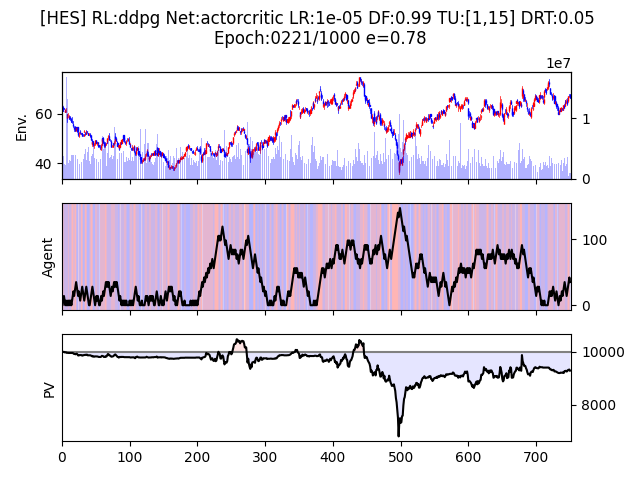 [HES] RL:ddpg Net:actorcritic LR:1e-05 DF:0.99 TU:[1,15] DRT:0.05
Epoch:0221/1000 e=0.78
1e7
Env.
60
40
1
0
Agent
100
0
PV
10000
8000
0 100 200 300 400 500 600 700